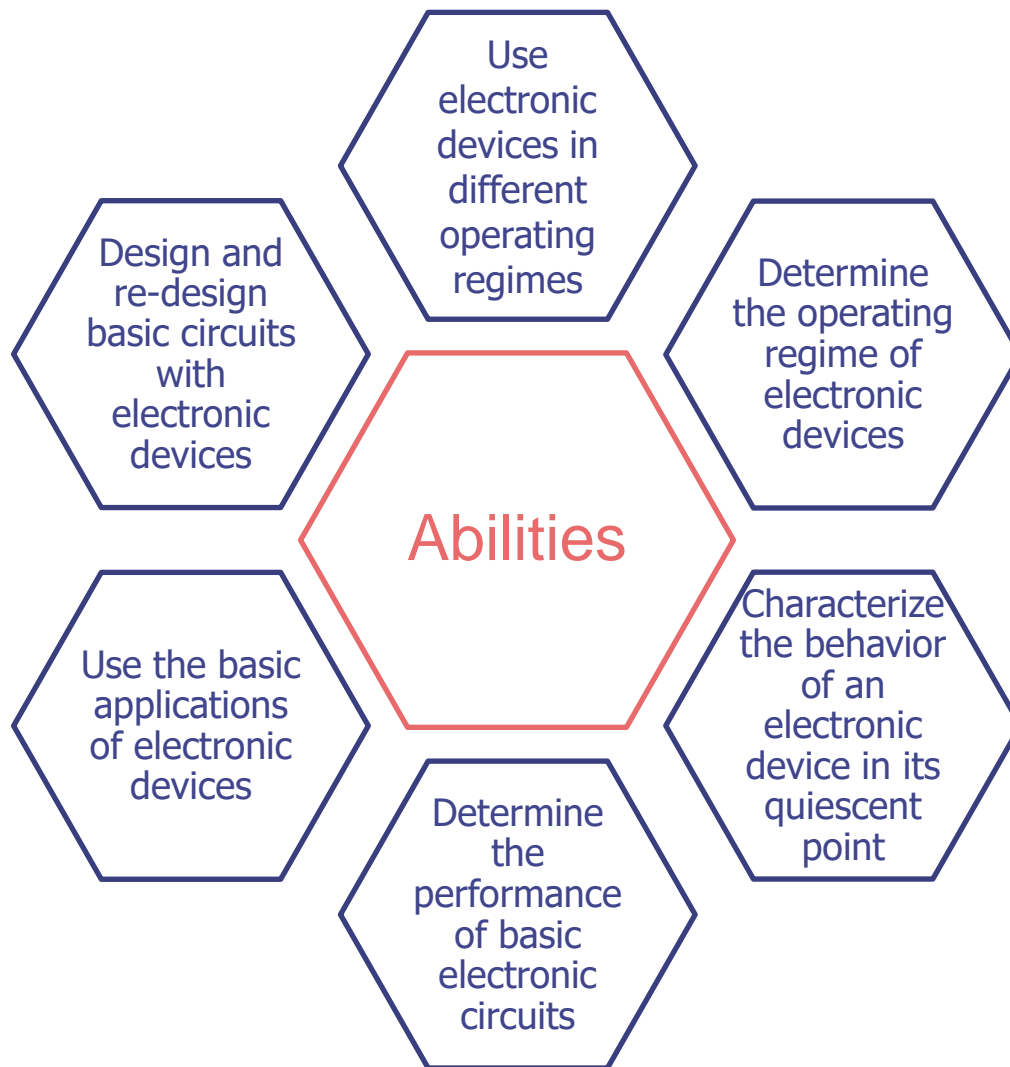 Use
electronic
devices in
different
operating
regimes
Determine
the operating
regime of
electronic
devices
Characterize
the behavior
of an
electronic
device in its
quiescent
point
Determine
the
performance
of basic
electronic
circuits
Use the basic
applications
of electronic
devices
Design and
re-design
basic circuits
with
electronic
devices
Abilities